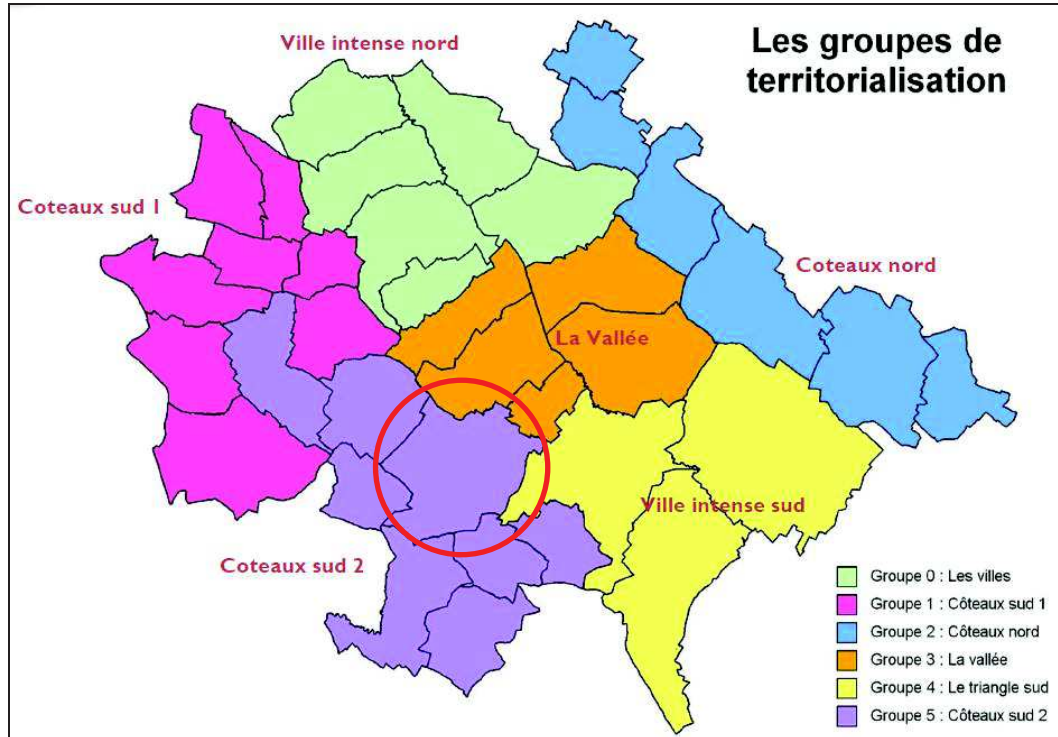 Les groupes de
territorialisation
Ville intense nord
Coteaux sud 1
Coteaux nord
La Vallée
Ville intense sud
Coteaux sud 2
Groupe 0 : Les villes
Groupe 1 : Côteaux sud 1
Groupe 2 : Côteaux nord
Groupe 3 : La vallée
Groupe 4 : Le triangle sud
Groupe 5 : Côteaux sud 2